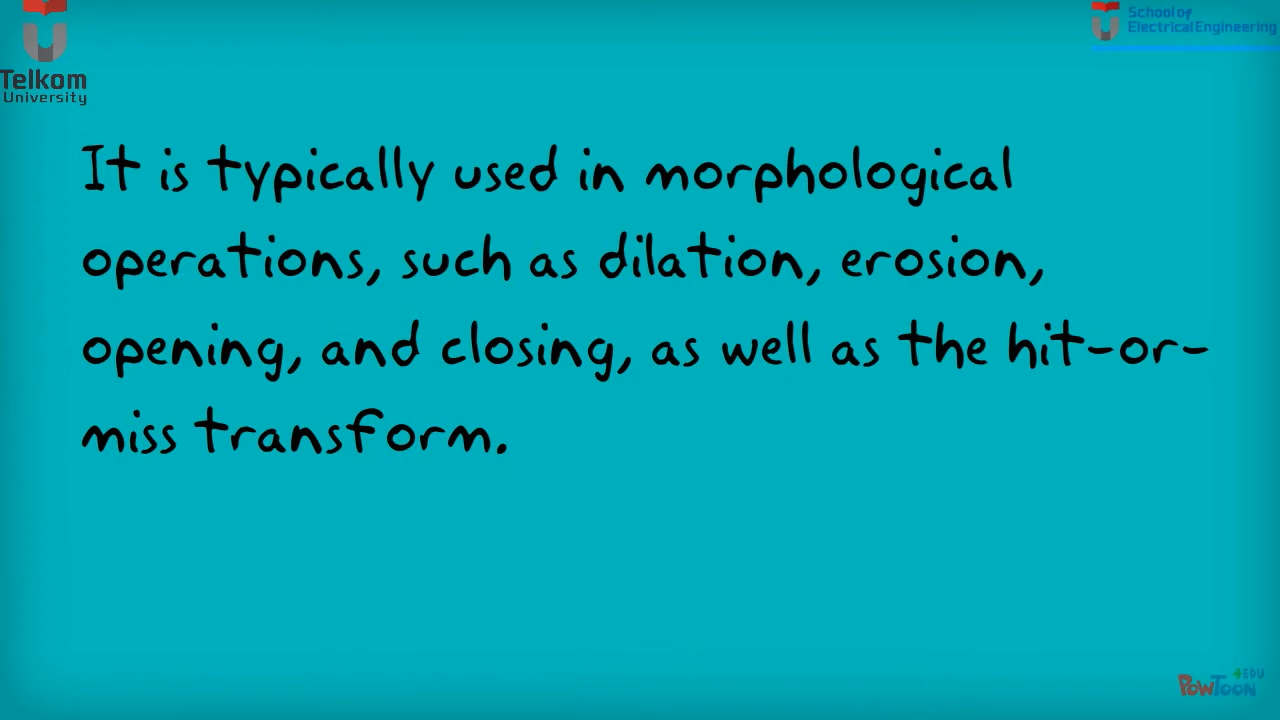 Telkom
University
School of
Electrical Engineering
It is typically used in morphological
operations, such as dilation, erosion,
opening, and closing, as well as the hit-or-
miss transform.
+EDU
POWTOON